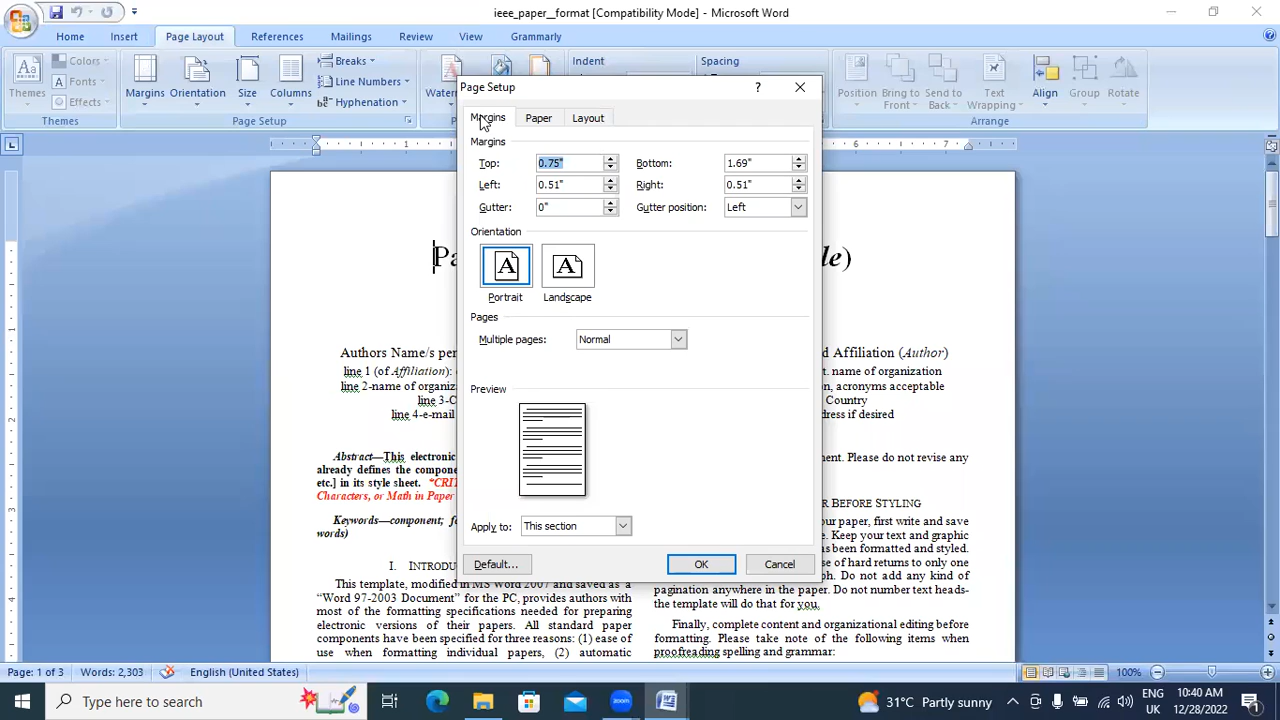 ieee_paper__format [Compatibility Mode] - Microsoft Word
Home Insert Page Layout References Mailings Review View Grammarly
Themes Colors Fonts Effects
Margins Orientation Size Columns Breaks Line Numbers Hyphenation
Indent Spacing
Position Bring to Front Send to Back Text Wrapping Align Group Rotate
Themes Page Setup Arrange
Page Setup ?
Margins Paper Layout
Margins
Top: 0.75" Bottom: 1.69"
Left: 0.51" Right: 0.51"
Gutter: 0" Gutter position: Left
Orientation
Portrait Landscape
Pages
Multiple pages: Normal
Preview
Apply to: This section
Default... OK Cancel
6 7
Authors Name/s per
line 1 (of Affiliation):
line 2-name of
line 4-e-mail
Affiliation (Author)
name of organization
acronyms acceptable
Country
dress if desired
Abstract—This electronic
already defines the
etc.] in its style sheet.
Characters, or Math in Paper
Keywords—component;
words)
This template, modified in MS Word 2007 and saved as a
“Word 97-2003 Document” for the PC, provides authors with
most of the formatting specifications needed for preparing
electronic versions of their papers. All standard paper
components have been specified for three reasons: (1) ease of
use when formatting individual papers, (2) automatic
Please do not revise any
BEFORE STYLING
your paper, first write and save
Keep your text and graphic
been formatted and styled.
use of hard returns to only one
Do not add any kind of
pagination anywhere in the paper. Do not number text heads-
the template will do that for you.
Finally, complete content and organizational editing before
formatting. Please take note of the following items when
proofreading spelling and grammar:
Page: 1 of 3 Words: 2,303 English (United States) 100%
Type here to search 31°C Partly sunny ENG UK 10:40 AM 12/28/2022